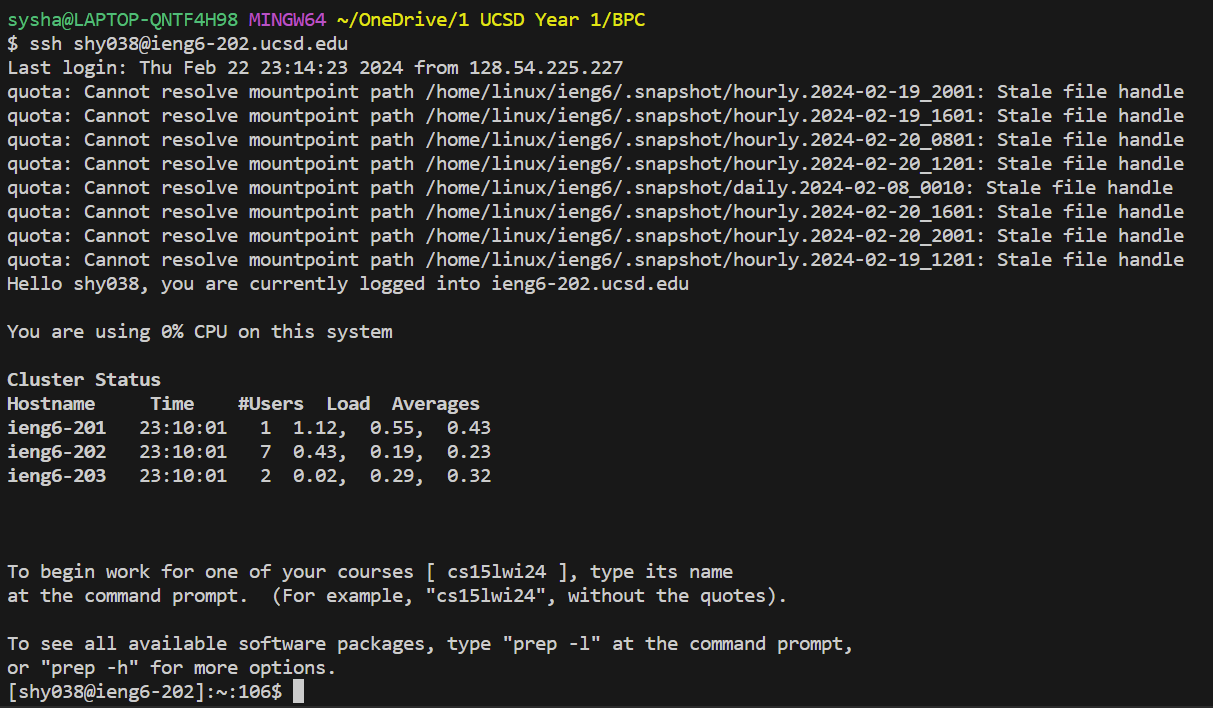 sysha@LAPTOP-QNTF4H98 MINGW64 ~/OneDrive/1 UCSD Year 1/BPC
$ ssh shy038@ieng6-202.ucsd.edu
Last login: Thu Feb 22 23:14:23 2024 from 128.54.225.227
quota: Cannot resolve mountpoint path /home/linux/ieng6/.snapshot/hourly.2024-02-19_2001: Stale file handle
quota: Cannot resolve mountpoint path /home/linux/ieng6/.snapshot/hourly.2024-02-19_1601: Stale file handle
quota: Cannot resolve mountpoint path /home/linux/ieng6/.snapshot/hourly.2024-02-20_0801: Stale file handle
quota: Cannot resolve mountpoint path /home/linux/ieng6/.snapshot/hourly.2024-02-20_1201: Stale file handle
quota: Cannot resolve mountpoint path /home/linux/ieng6/.snapshot/daily.2024-02-08_0010: Stale file handle
quota: Cannot resolve mountpoint path /home/linux/ieng6/.snapshot/hourly.2024-02-20_1601: Stale file handle
quota: Cannot resolve mountpoint path /home/linux/ieng6/.snapshot/hourly.2024-02-20_2001: Stale file handle
quota: Cannot resolve mountpoint path /home/linux/ieng6/.snapshot/hourly.2024-02-19_1201: Stale file handle
Hello shy038, you are currently logged into ieng6-202.ucsd.edu
You are using 0% CPU on this system
Cluster Status
Hostname     Time    #Users  Load  Averages
ieng6-201   23:10:01   1  1.12,  0.55,  0.43
ieng6-202   23:10:01   7  0.43,  0.19,  0.23
ieng6-203   23:10:01   2  0.02,  0.29,  0.32
To begin work for one of your courses [ cs15lwi24 ], type its name
at the command prompt.  (For example, "cs15lwi24", without the quotes).
To see all available software packages, type "prep -l" at the command prompt,
or "prep -h" for more options.
[shy038@ieng6-202]:~:106$